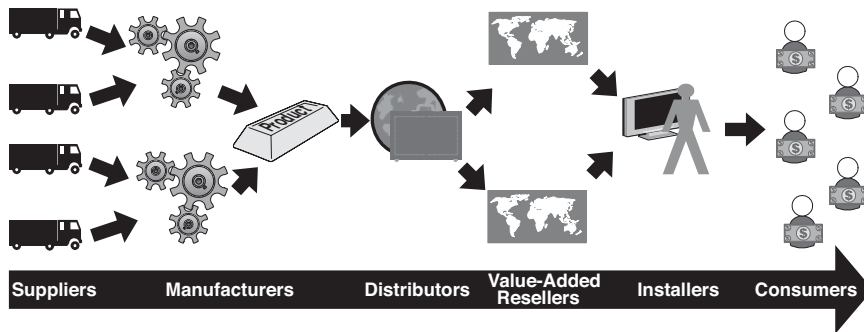 Product
$
$
$
$
$
Suppliers
Manufacturers
Distributors
Value-Added
Resellers
Installers
Consumers